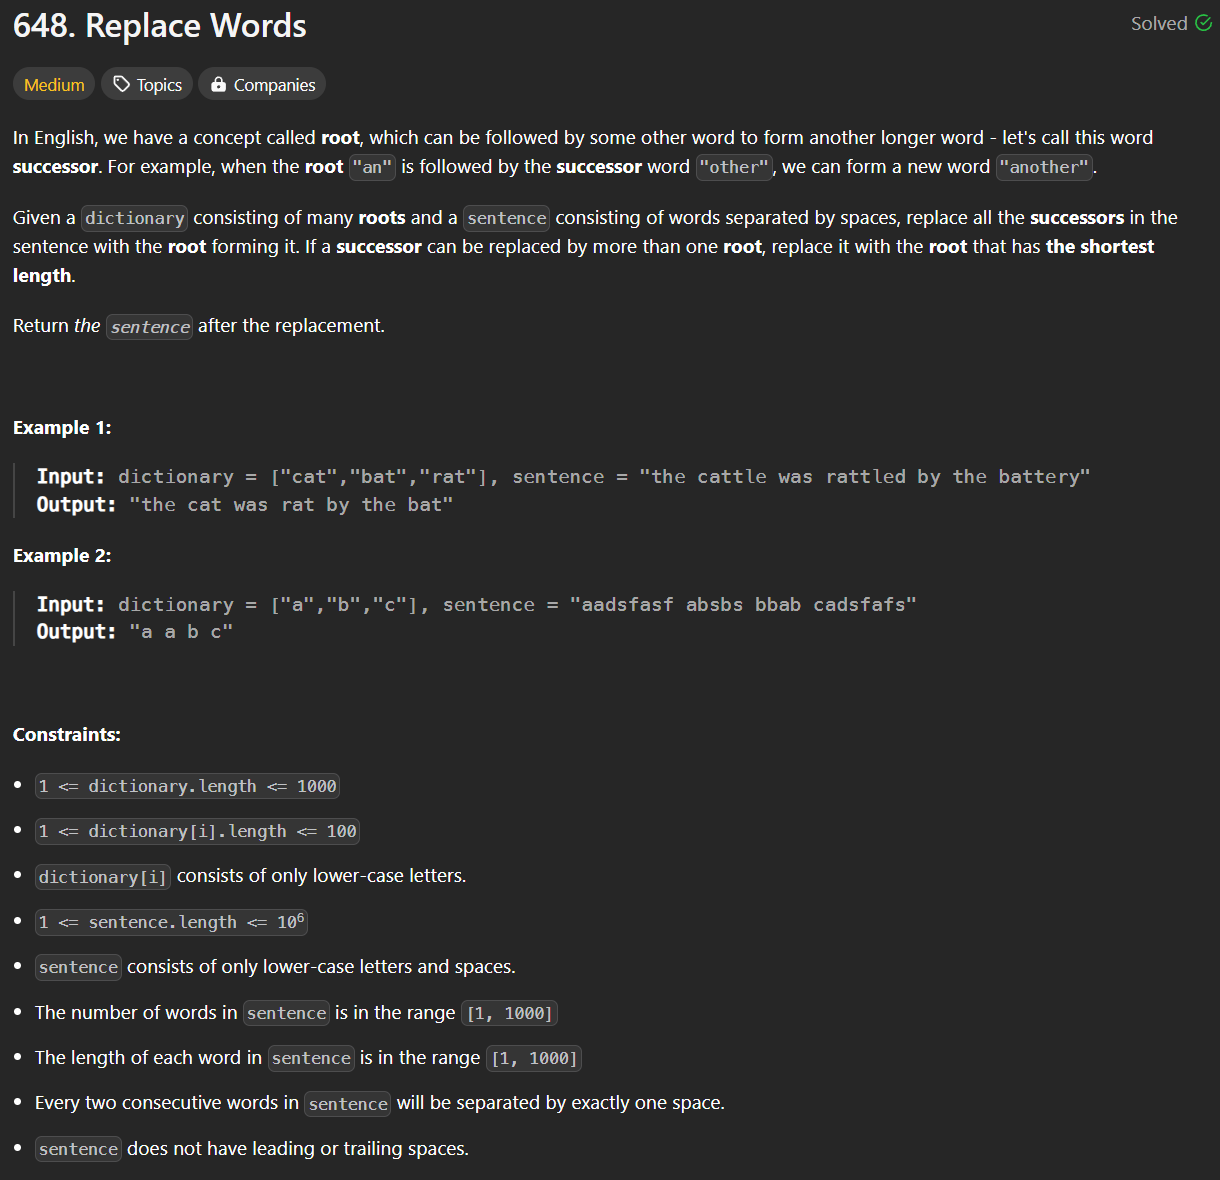 648. Replace Words
Solved
Medium
Topics
Companies
In English, we have a concept called root, which can be followed by some other word to form another longer word - let's call this word
successor. For example, when the root "an" is followed by the successor word "other", we can form a new word "another".
Given a dictionary consisting of many roots and a sentence consisting of words separated by spaces, replace all the successors in the
sentence with the root forming it. If a successor can be replaced by more than one root, replace it with the root that has the shortest
length.
Return the sentence after the replacement.
Example 1:
Input: dictionary = ["cat","bat","rat"], sentence = "the cattle was rattled by the battery"
Output: "the cat was rat by the bat"
Example 2:
Input: dictionary = ["a","b","c"], sentence = "aadsfasf absbs bbab cadsfafs"
Output: "a a b c"
Constraints:
• 1 <= dictionary.length <= 1000
• 1 <= dictionary[i].length <= 100
• dictionary[i] consists of only lower-case letters.
• 1 <= sentence.length <= 10⁶
• sentence consists of only lower-case letters and spaces.
• The number of words in sentence is in the range [1, 1000]
• The length of each word in sentence is in the range [1, 1000]
• Every two consecutive words in sentence will be separated by exactly one space.
• sentence does not have leading or trailing spaces.